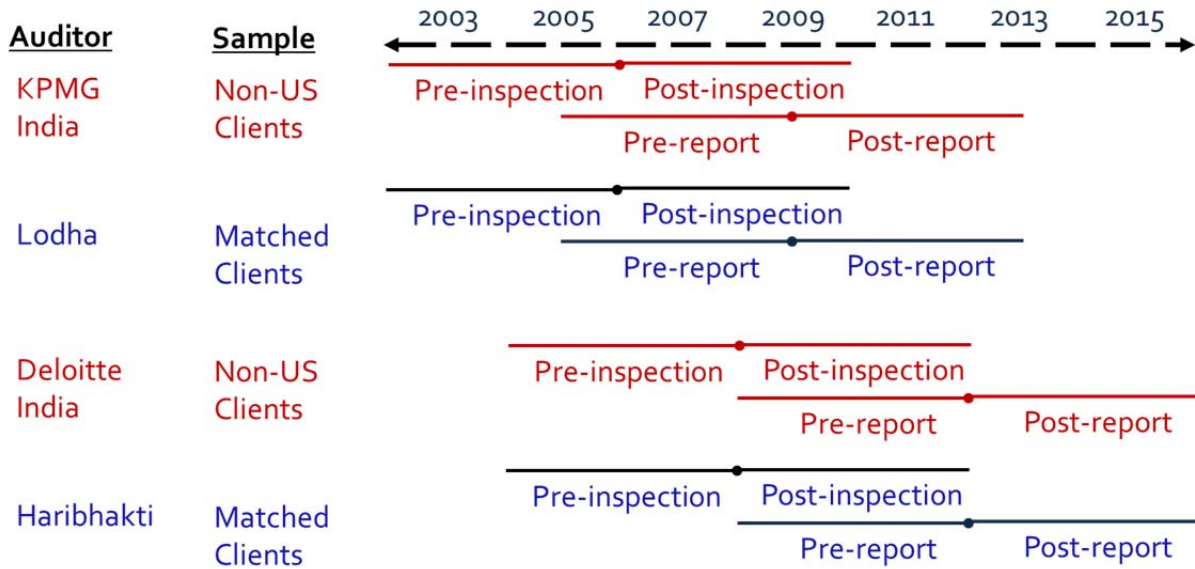 2003 2005 2007 2009 2011 2013 2015
Auditor Sample
KPMG Non-US Pre-inspection Post-inspection
India Clients Pre-report Post-report
Pre-inspection Post-inspection
Lodha Matched
Clients Pre-report Post-report
Deloitte Non-US Pre-inspection Post-inspection
India Clients
Pre-report Post-report
Pre-inspection Post-inspection
Haribhakti Matched
Clients Pre-report Post-report